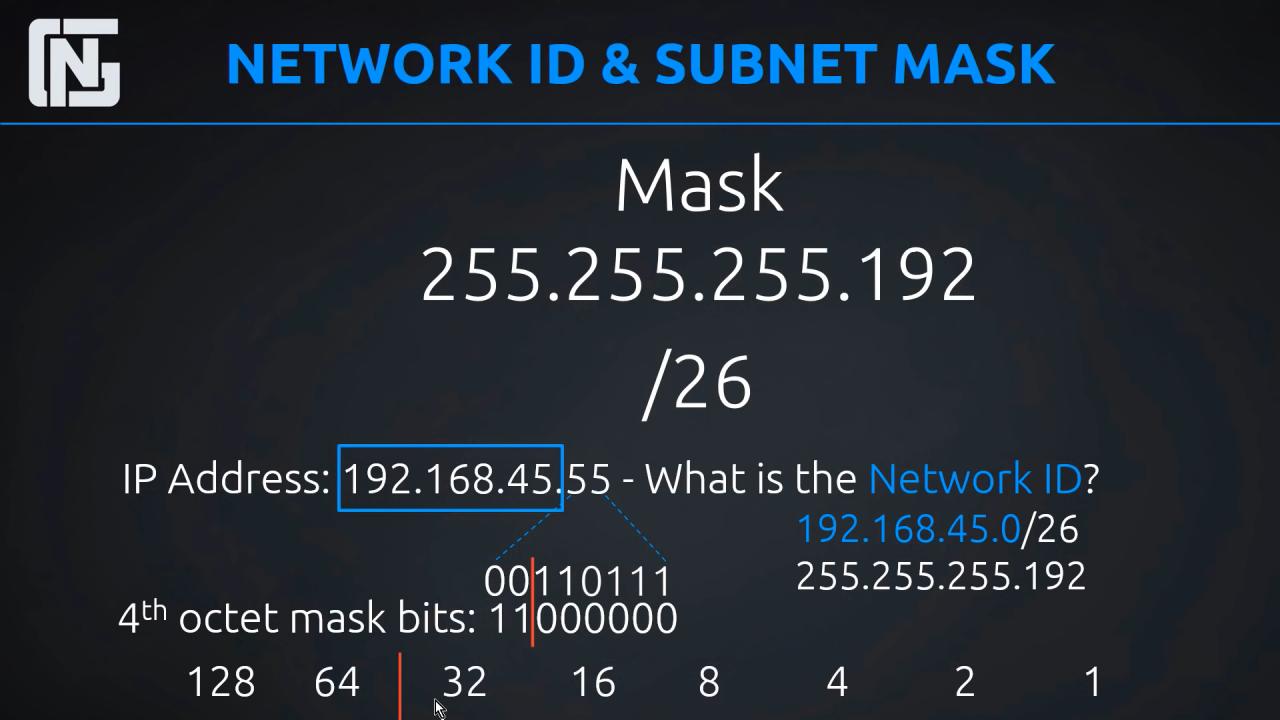 NG
NETWORK ID & SUBNET MASK
Mask
255.255.255.192
/26
IP Address: 192.168.45.55 - What is the Network ID?
192.168.45.0/26
255.255.255.192
00110111
4th octet mask bits: 11000000
128 64 32 16 8 4 2 1